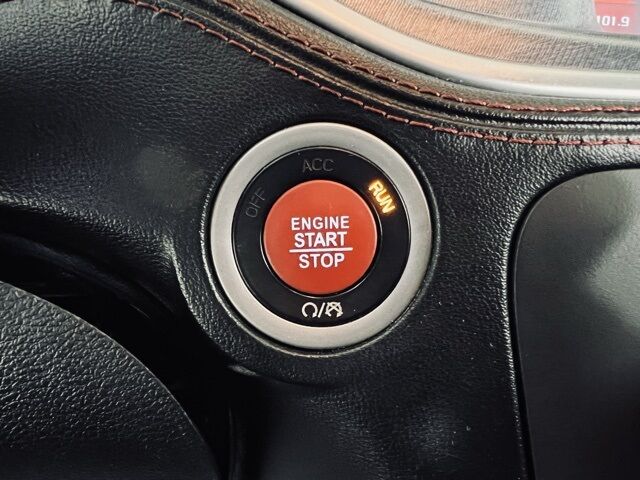 101.9
OFF
ACC
RUN
ENGINE
START
STOP